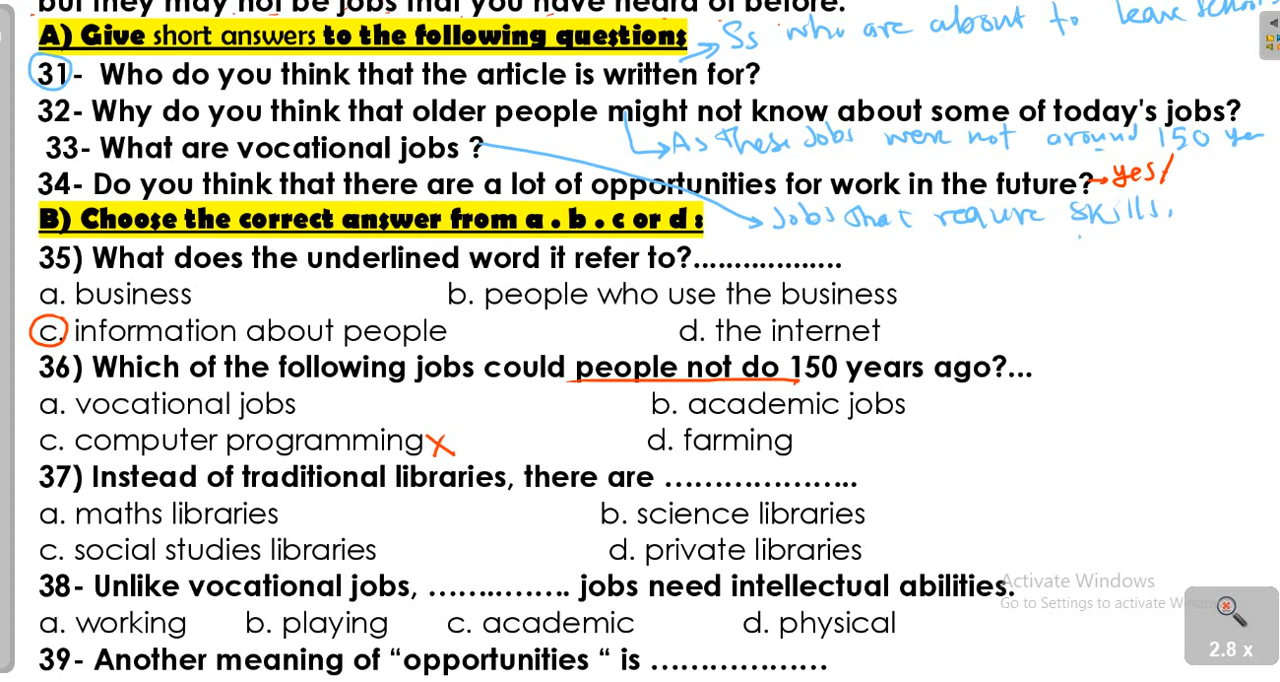 but they may not be jobs that you have heard of before.
A) Give short answers to the following questions
Ss who are about to leave school
31- Who do you think that the article is written for?
32- Why do you think that older people might not know about some of today's jobs?
As these Jobs were not around 150 ye
33- What are vocational jobs ?
34- Do you think that there are a lot of opportunities for work in the future?
yes/
B) Choose the correct answer from a . b . c or d :
Jobs that require skills.
35) What does the underlined word it refer to?..................
a. business b. people who use the business
c. information about people d. the internet
36) Which of the following jobs could people not do 150 years ago?...
a. vocational jobs b. academic jobs
c. computer programming d. farming
37) Instead of traditional libraries, there are .....................
a. maths libraries b. science libraries
c. social studies libraries d. private libraries
38- Unlike vocational jobs, ................ jobs need intellectual abilities.
a. working b. playing c. academic d. physical
39- Another meaning of “opportunities “ is .....................
Activate Windows
Go to Settings to activate W
2.8 x